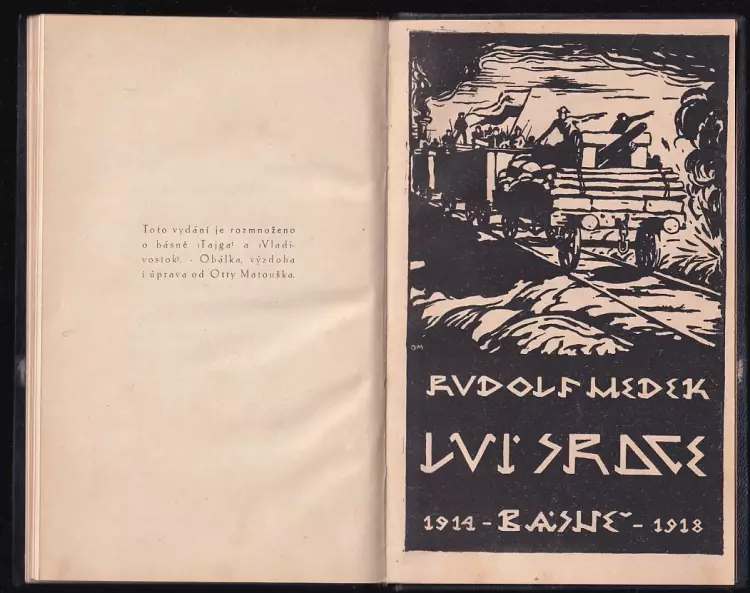 Toto vydání je rozmnoženo
o básně ›Tajga‹ a ›Vladi-
vostok‹. - Obálka, výzdoba
i úprava od Otty Matouška.
OM
RUDOLF MEDEK
LVÍ SRDCE
1914 - BÁSNĚ - 1918